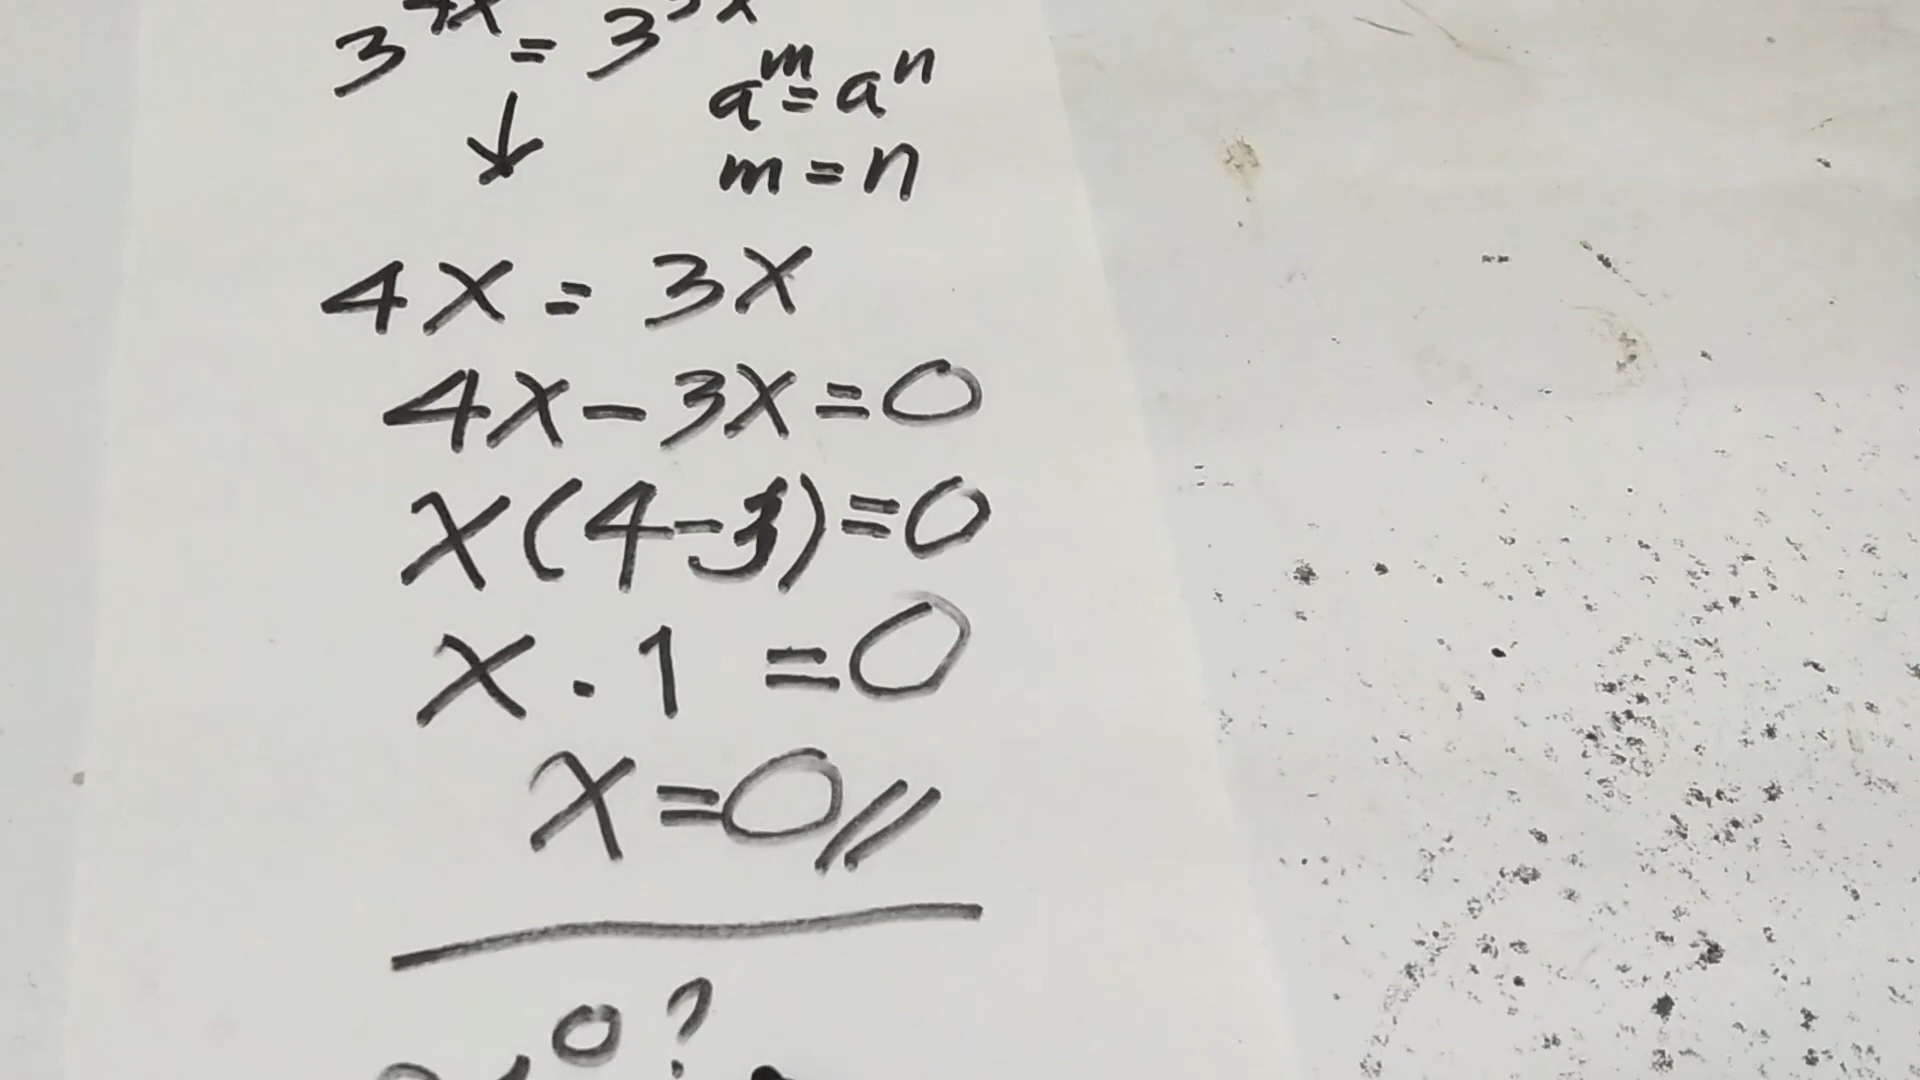 3^4x = 3^3x
a^m = a^n
↓
m = n
4x = 3x
4x - 3x = 0
x(4-3) = 0
x . 1 = 0
x = 0 //
0 ?